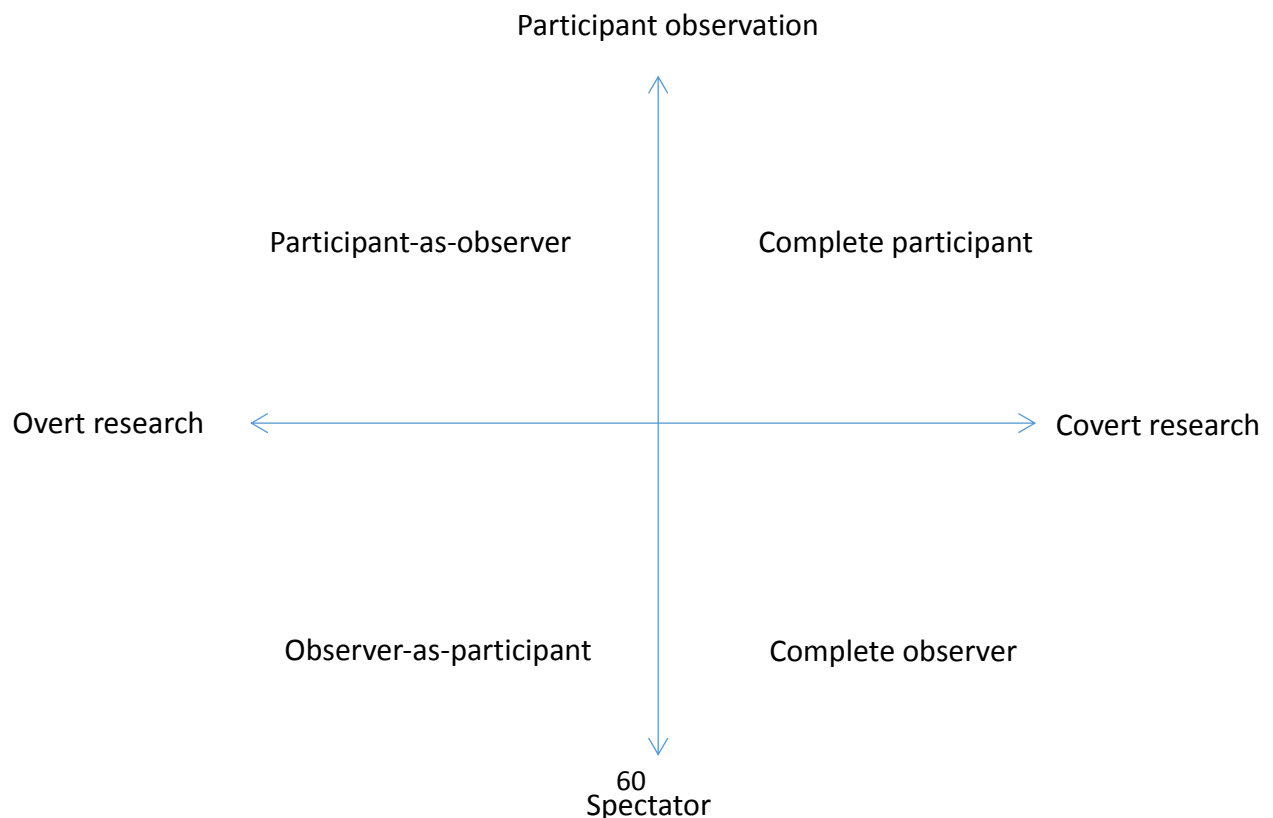 Participant observation
Participant-as-observer
Complete participant
Overt research
Covert research
Observer-as-participant
Complete observer
60
Spectator